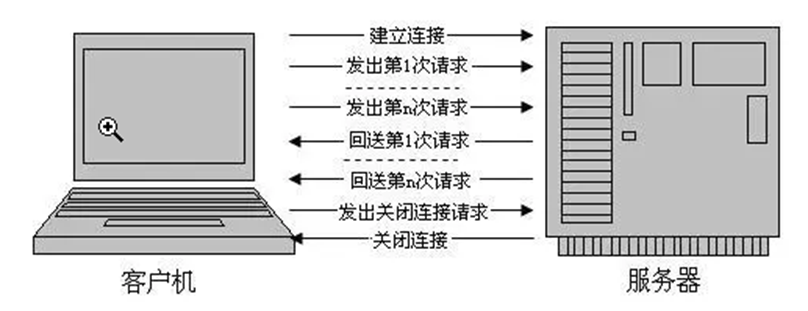 建立连接
发出第1次请求
发出第n次请求
回送第1次请求
回送第n次请求
发出关闭连接请求
关闭连接
客户机
服务器